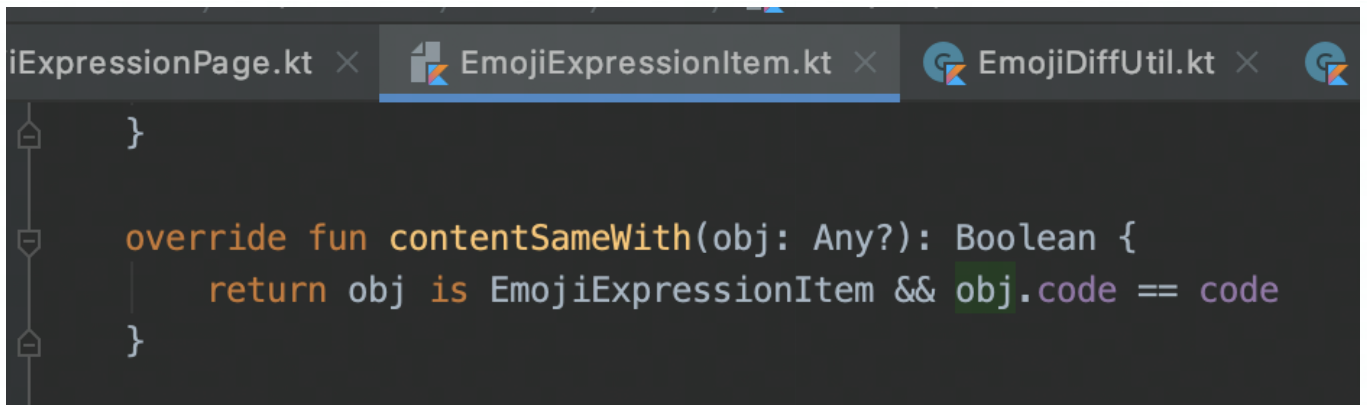 iExpressionPage.kt × EmojiExpressionItem.kt × EmojiDiffUtil.kt ×
}
override fun contentSameWith(obj: Any?): Boolean {
return obj is EmojiExpressionItem && obj.code == code
}